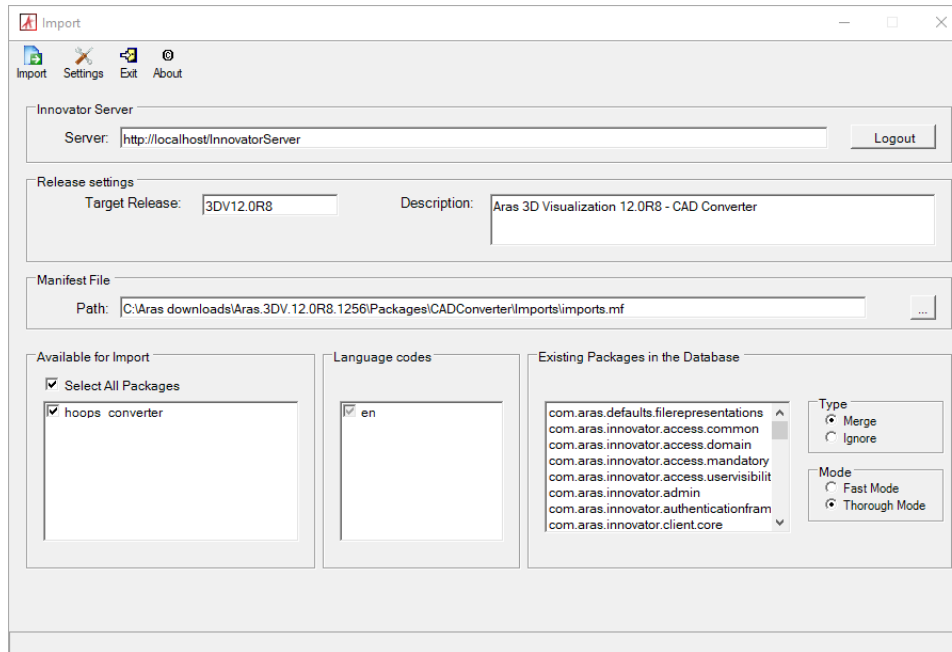 Import
Import Settings Exit About
Innovator Server
Server: http://localhost/InnovatorServer Logout
Release settings
Target Release: 3DV12.0R8 Description: Aras 3D Visualization 12.0R8 - CAD Converter
Manifest File
Path: C:\Aras downloads\Aras.3DV.12.0R8.1256\Packages\CADConverter\Imports\imports.mf ...
Available for Import
Select All Packages
hoops converter
Language codes
en
Existing Packages in the Database
com.aras.defaults.filerepresentations
com.aras.innovator.access.common
com.aras.innovator.access.domain
com.aras.innovator.access.mandatory
com.aras.innovator.access.uservisibilit
com.aras.innovator.admin
com.aras.innovator.authenticationfram
com.aras.innovator.client.core
Type
Merge
Ignore
Mode
Fast Mode
Thorough Mode